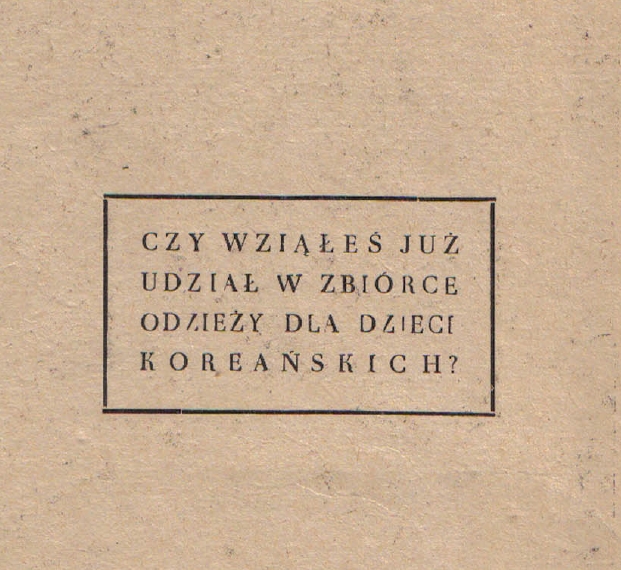 CZY WZIĄŁEŚ JUŻ
UDZIAŁ W ZBIÓRCE
ODZIEŻY DLA DZIECI
KOREAŃSKICH?